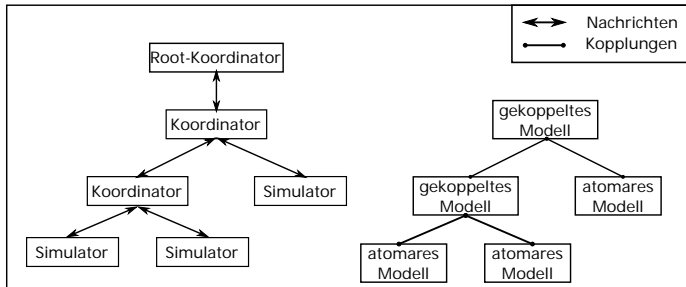 Nachrichten
Kopplungen
Root-Koordinator
Koordinator
gekoppeltes
Modell
Koordinator
Simulator
gekoppeltes
Modell
atomares
Modell
Simulator
Simulator
atomares
Modell
atomares
Modell